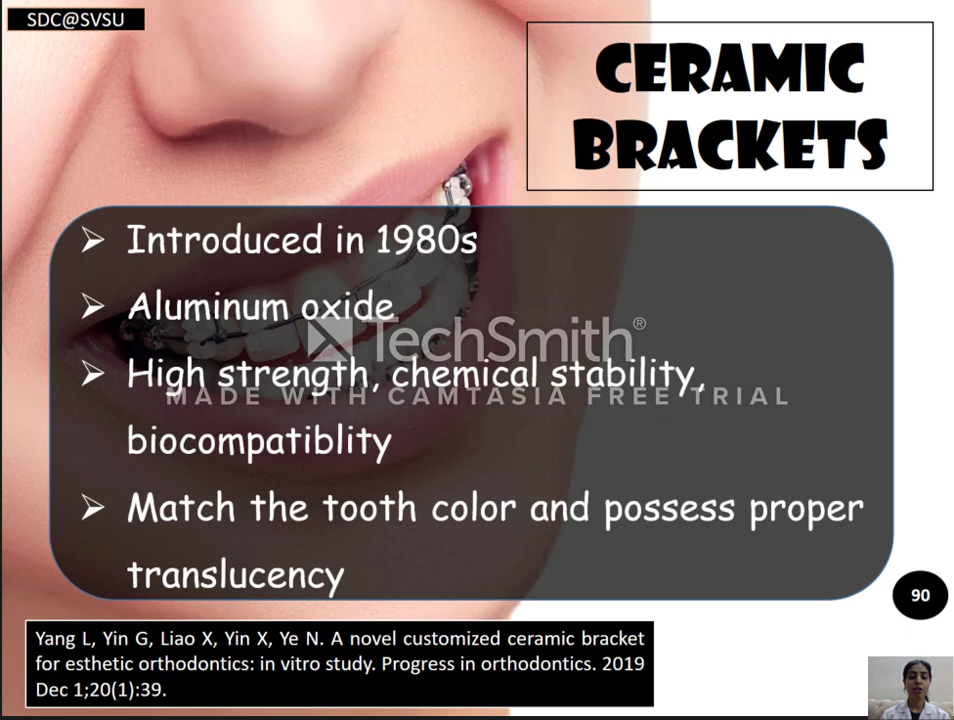 SDC@SVSU
CERAMIC
BRACKETS
➢ Introduced in 1980s
➢ Aluminum oxide
TechSmith®
➢ High strength, chemical stability,
MADE WITH CAMTASIA FREE TRIAL
biocompatiblity
➢ Match the tooth color and possess proper
translucency
90
Yang L, Yin G, Liao X, Yin X, Ye N. A novel customized ceramic bracket
for esthetic orthodontics: in vitro study. Progress in orthodontics. 2019
Dec 1;20(1):39.